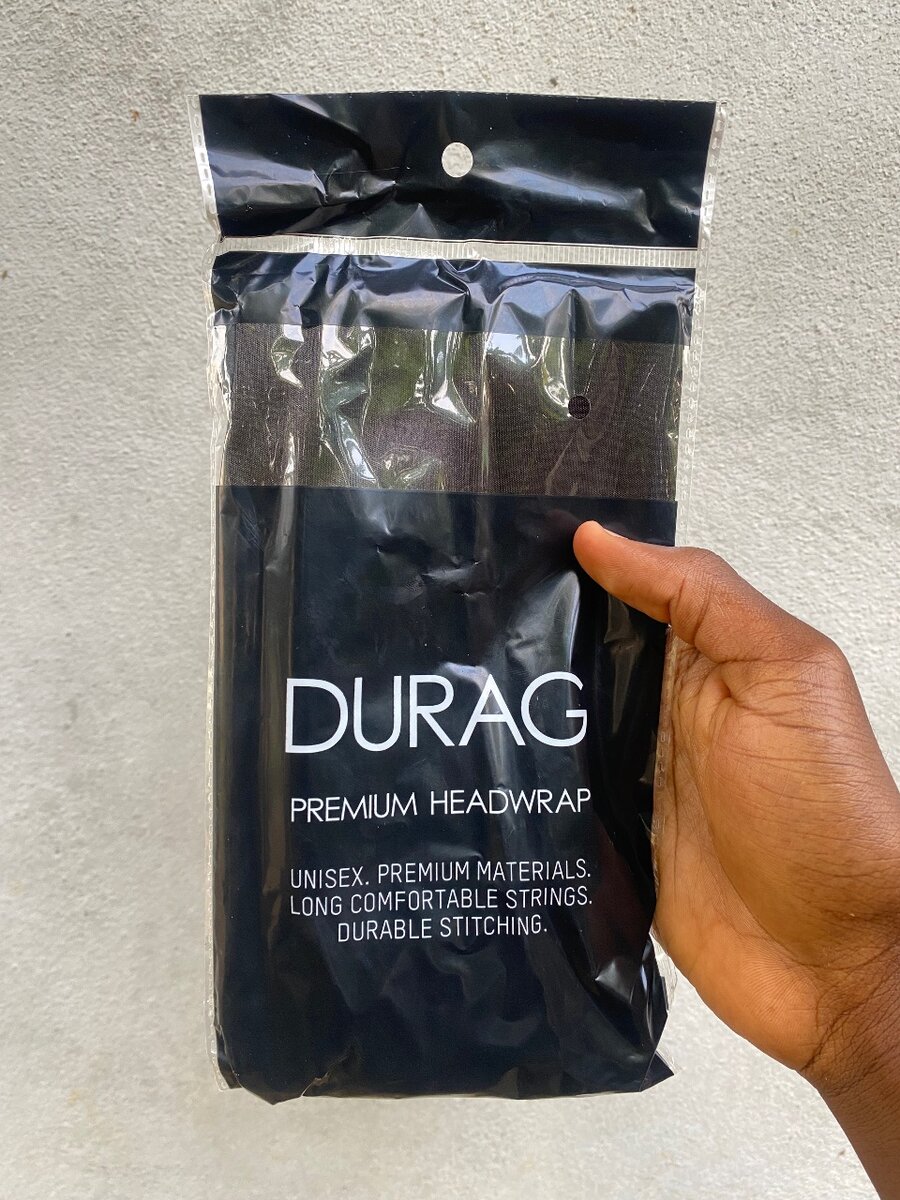 DURAG
PREMIUM HEADWRAP
UNISEX. PREMIUM MATERIALS.
LONG COMFORTABLE STRINGS.
DURABLE STITCHING.